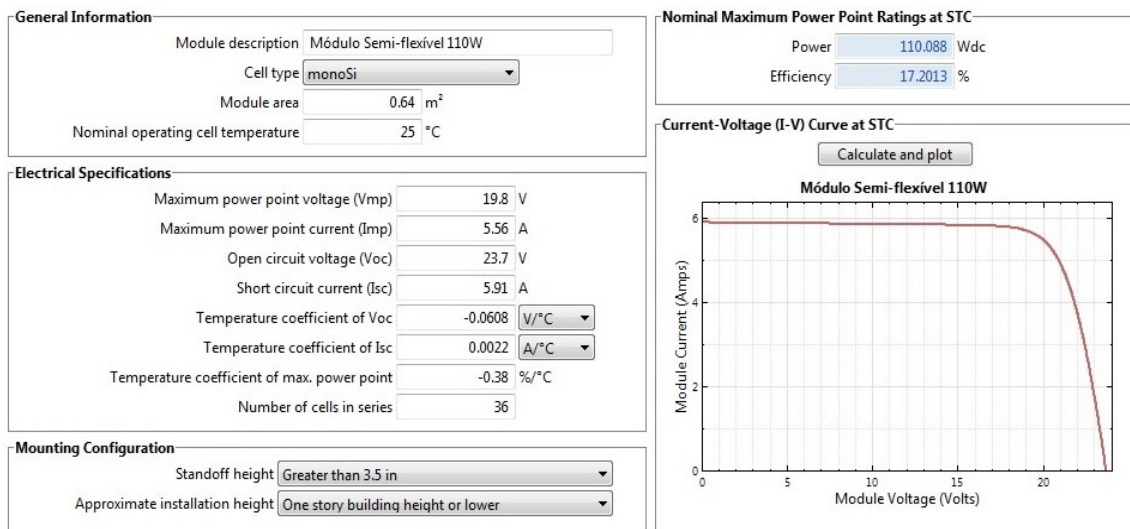 General Information
Module description Módulo Semi-flexível 110W
Cell type monoSi
Module area 0.64 m²
Nominal operating cell temperature 25 °C
Electrical Specifications
Maximum power point voltage (Vmp) 19.8 V
Maximum power point current (Imp) 5.56 A
Open circuit voltage (Voc) 23.7 V
Short circuit current (Isc) 5.91 A
Temperature coefficient of Voc -0.0608 V/°C
Temperature coefficient of Isc 0.0022 A/°C
Temperature coefficient of max. power point -0.38 %/°C
Number of cells in series 36
Mounting Configuration
Standoff height Greater than 3.5 in
Approximate installation height One story building height or lower
Nominal Maximum Power Point Ratings at STC
Power 110.088 Wdc
Efficiency 17.2013 %
Current-Voltage (I-V) Curve at STC
Calculate and plot
Módulo Semi-flexível 110W
Module Current (Amps)
6
4
2
0
0 5 10 15 20
Module Voltage (Volts)